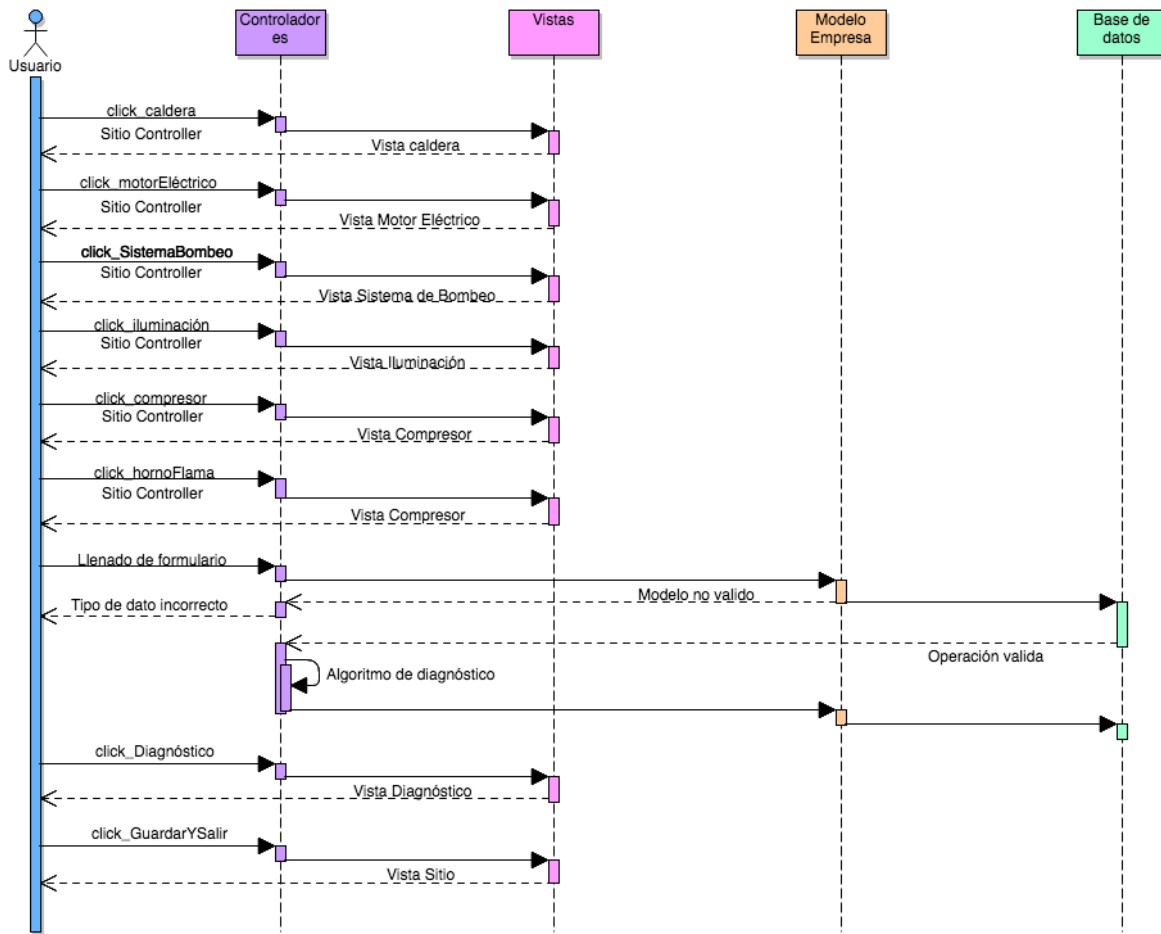 Controlador
es
Vistas
Modelo
Empresa
Base de
datos
Usuario
click_caldera
Sitio Controller
Vista caldera
click_motorEléctrico
Sitio Controller
Vista Motor Eléctrico
click_SistemaBombeo
Sitio Controller
Vista Sistema de Bombeo
click_iluminación
Sitio Controller
Vista Iluminación
click_compresor
Sitio Controller
Vista Compresor
click_hornoFlama
Sitio Controller
Vista Compresor
Llenado de formulario
Modelo no valido
Tipo de dato incorrecto
Operación valida
Algoritmo de diagnóstico
click_Diagnóstico
Vista Diagnóstico
click_GuardarYSalir
Vista Sitio